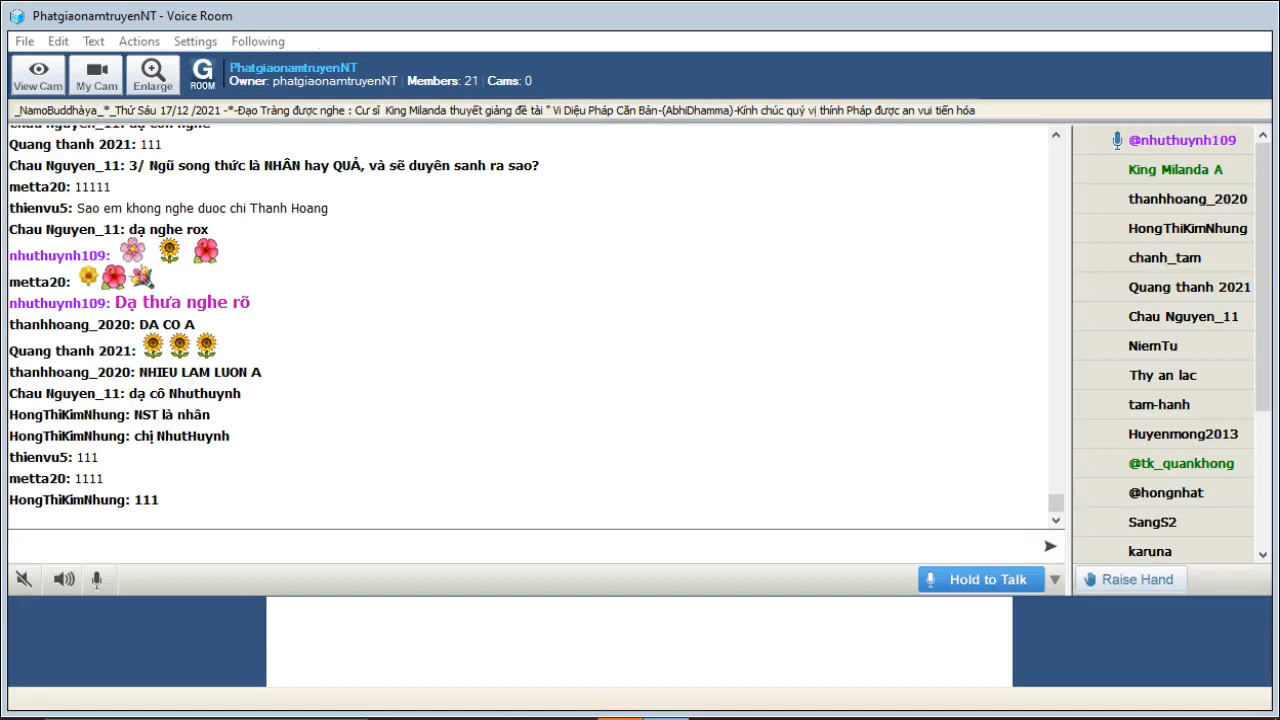 PhatgiaonamtruyenNT - Voice Room
File Edit Text Actions Settings Following
View Cam
My Cam
Enlarge
G
ROOM
PhatgiaonamtruyenNT
Owner: phatgiaonamtruyenNT | Members: 21 | Cams: 0
_NamoBuddhàya_*_Thứ Sáu 17/12 /2021 -*-Đạo Tràng được nghe : Cư sĩ King Milanda thuyết giảng đề tài " Vi Diệu Pháp Căn Bản-(AbhiDhamma)-Kính chúc quý vị thính Pháp được an vui tiến hóa
Chau Nguyen_11: dạ con nghe
Quang thanh 2021: 111
Chau Nguyen_11: 3/ Ngũ song thức là NHÂN hay QUẢ, và sẽ duyên sanh ra sao?
metta20: 11111
thienvu5: Sao em khong nghe duoc chi Thanh Hoang
Chau Nguyen_11: dạ nghe rox
nhuthuynh109:
metta20:
nhuthuynh109: Dạ thưa nghe rõ
thanhhoang_2020: DA CO A
Quang thanh 2021:
thanhhoang_2020: NHIEU LAM LUON A
Chau Nguyen_11: dạ cô Nhuthuynh
HongThiKimNhung: NST là nhân
HongThiKimNhung: chị NhutHuynh
thienvu5: 111
metta20: 1111
HongThiKimNhung: 111
Hold to Talk
@nhuthuynh109
King Milanda A
thanhhoang_2020
HongThiKimNhung
chanh_tam
Quang thanh 2021
Chau Nguyen_11
NiemTu
Thy an lac
tam-hanh
Huyenmong2013
@tk_quankhong
@hongnhat
SangS2
karuna
Raise Hand